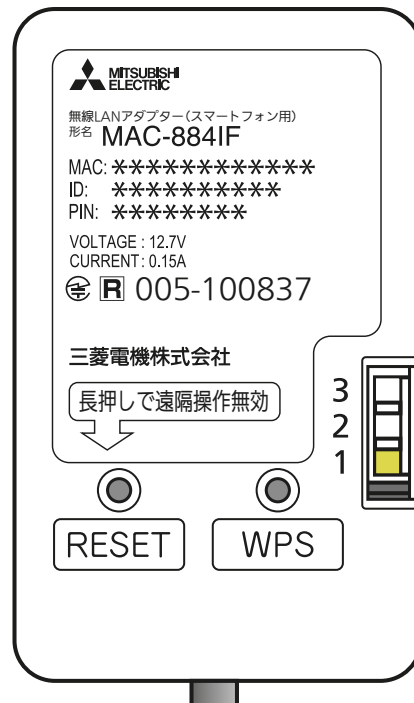 MITSUBISHI
ELECTRIC
無線LANアダプター(スマートフォン用)
形名 MAC-884IF
MAC: ************
ID: **********
PIN: ********
VOLTAGE : 12.7V
CURRENT : 0.15A
R 005-100837
三菱電機株式会社
長押しで遠隔操作無効
3
2
1
RESET
WPS